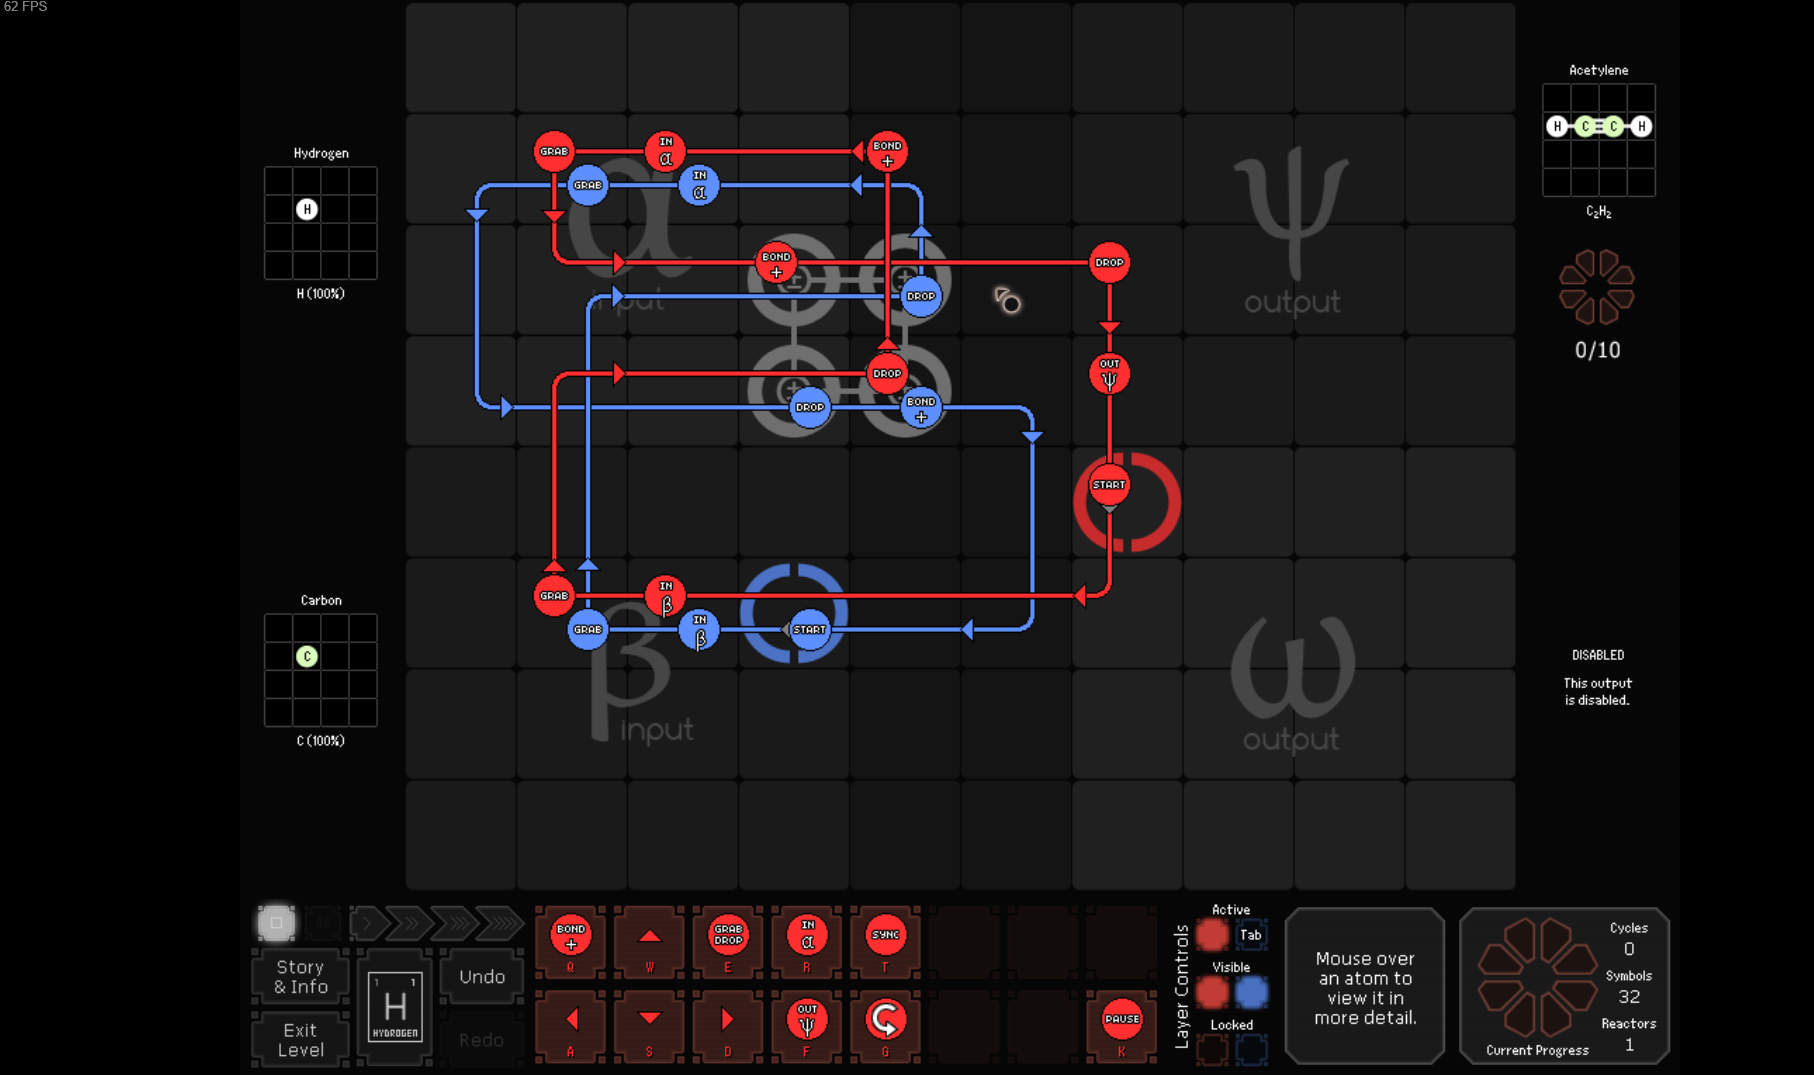 62 FPS
Acetylene
H C C H
C₂H₂
0/10
Hydrogen
H
H (100%)
Carbon
C
C (100%)
GRAB
IN α
BOND +
GRAB
IN α
α
input
BOND +
DROP
DROP
ψ
output
DROP
OUT ψ
DROP
BOND +
START
GRAB
IN β
GRAB
IN β
START
β
input
ω
output
DISABLED
This output
is disabled.
Story
& Info
Undo
Exit
Level
Redo
1 1
H
HYDROGEN
BOND + Q
W
GRAB DROP E
IN α R
SYNC T
A
S
D
OUT ψ F
G
PAUSE K
Layer Controls
Active
Tab
Visible
Locked
Mouse over
an atom to
view it in
more detail.
Cycles
0
Symbols
32
Reactors
1
Current Progress